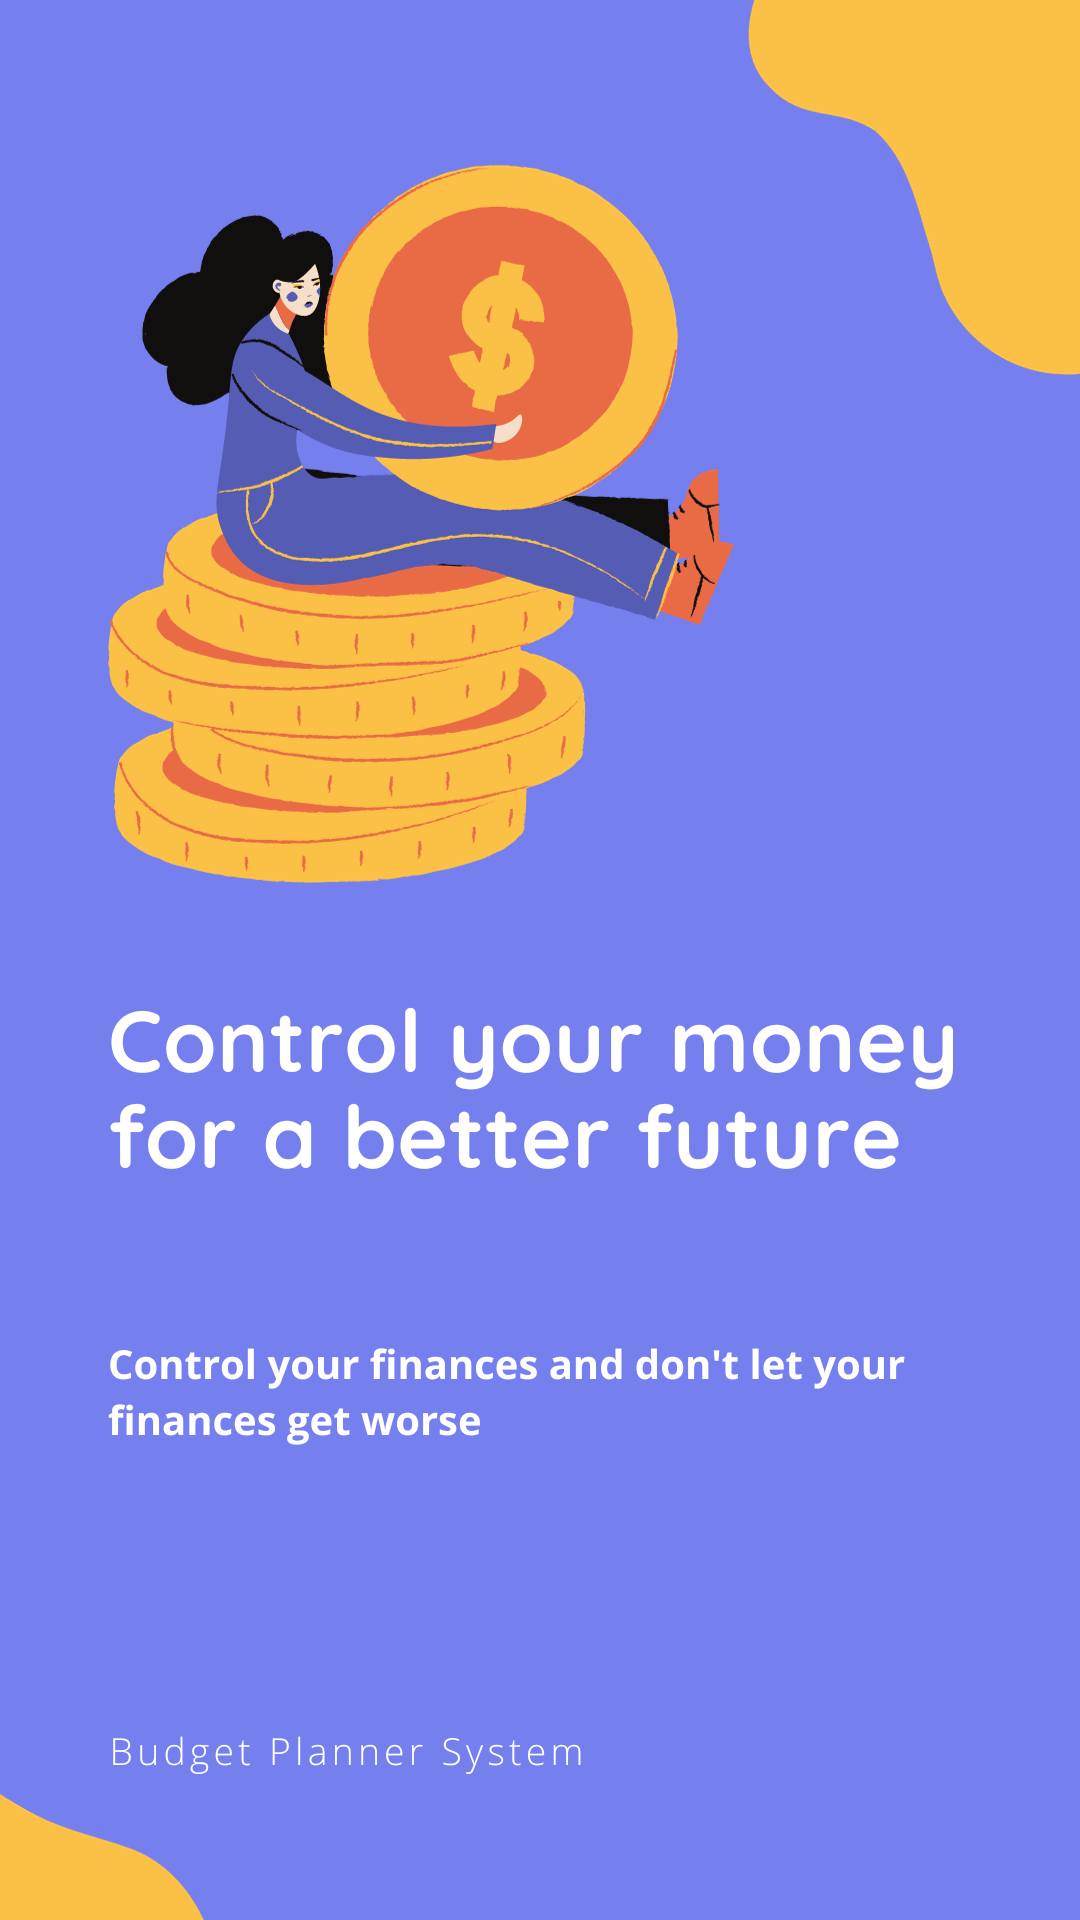 $
Control your money
for a better future
Control your finances and don't let your
finances get worse
Budget Planner System